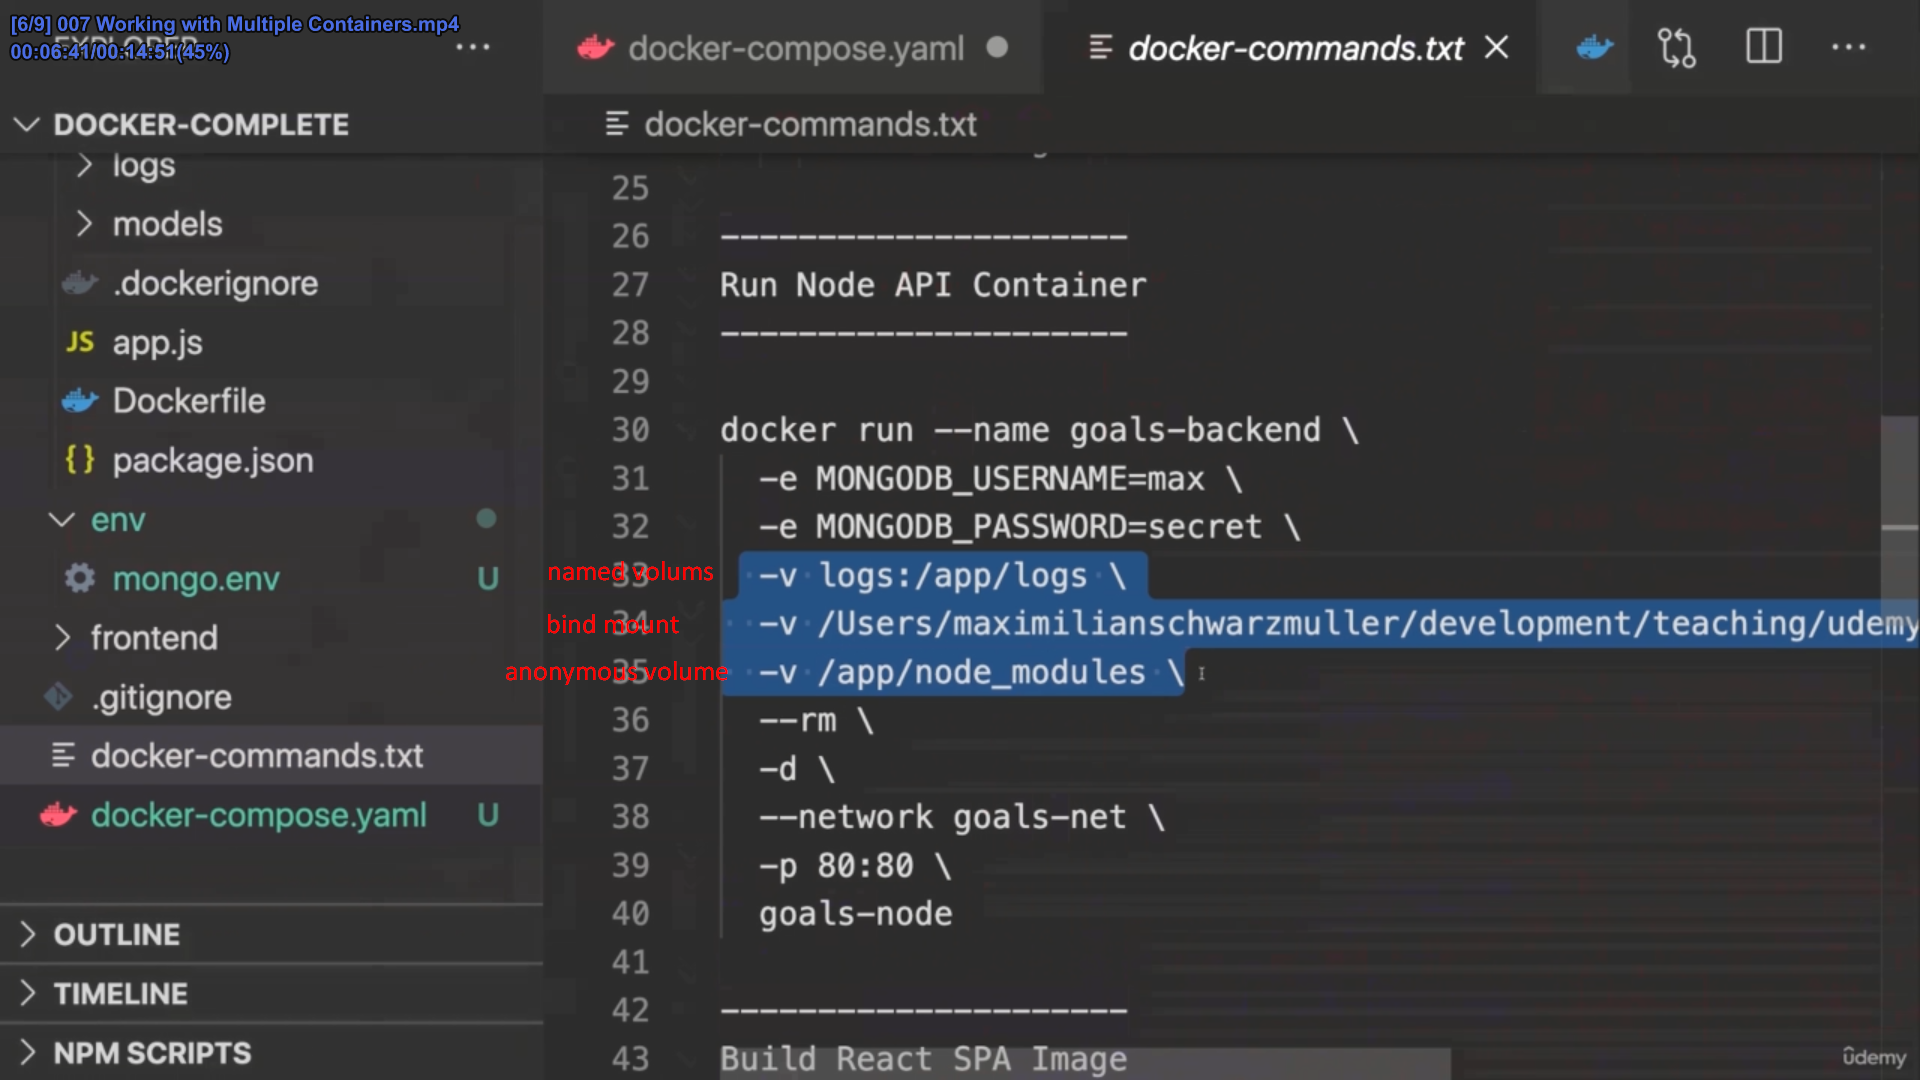 [6/9] 007 Working with Multiple Containers.mp4
00:06:41/00:14:51(45%)
EXPLORER
docker-compose.yaml
docker-commands.txt
DOCKER-COMPLETE
docker-commands.txt
logs
models
.dockerignore
JS app.js
Dockerfile
{} package.json
env
mongo.env U
frontend
.gitignore
docker-commands.txt
docker-compose.yaml U
OUTLINE
TIMELINE
NPM SCRIPTS
25
26 ---------------------
27 Run Node API Container
28 ---------------------
29
30 docker run --name goals-backend \
31 -e MONGODB_USERNAME=max \
32 -e MONGODB_PASSWORD=secret \
named volums
33 -v logs:/app/logs \
bind mount
34 -v /Users/maximilianschwarzmuller/development/teaching/udemy
anonymous volume
35 -v /app/node_modules \
36 --rm \
37 -d \
38 --network goals-net \
39 -p 80:80 \
40 goals-node
41
42 ---------------------
43 Build React SPA Image
udemy